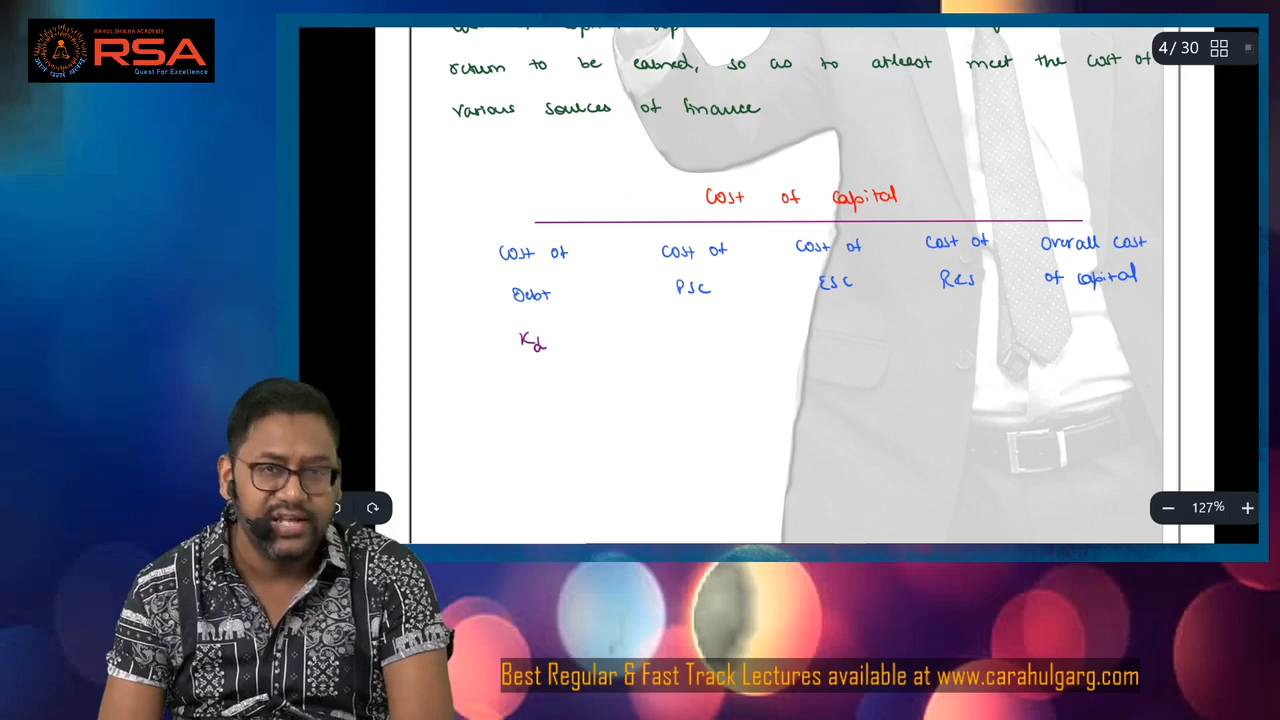 RAHUL SHIKHA ACADEMY
RSA
Quest For Excellence
4 / 30
return to be earned, so as to atleast meet the cost of
various sources of finance
Cost of Capital
Cost of Debt
Cost of PSC
Cost of ESC
Cost of R&S
Overall cost of capital
Kd
127%
Best Regular & Fast Track Lectures available at www.carahulgarg.com